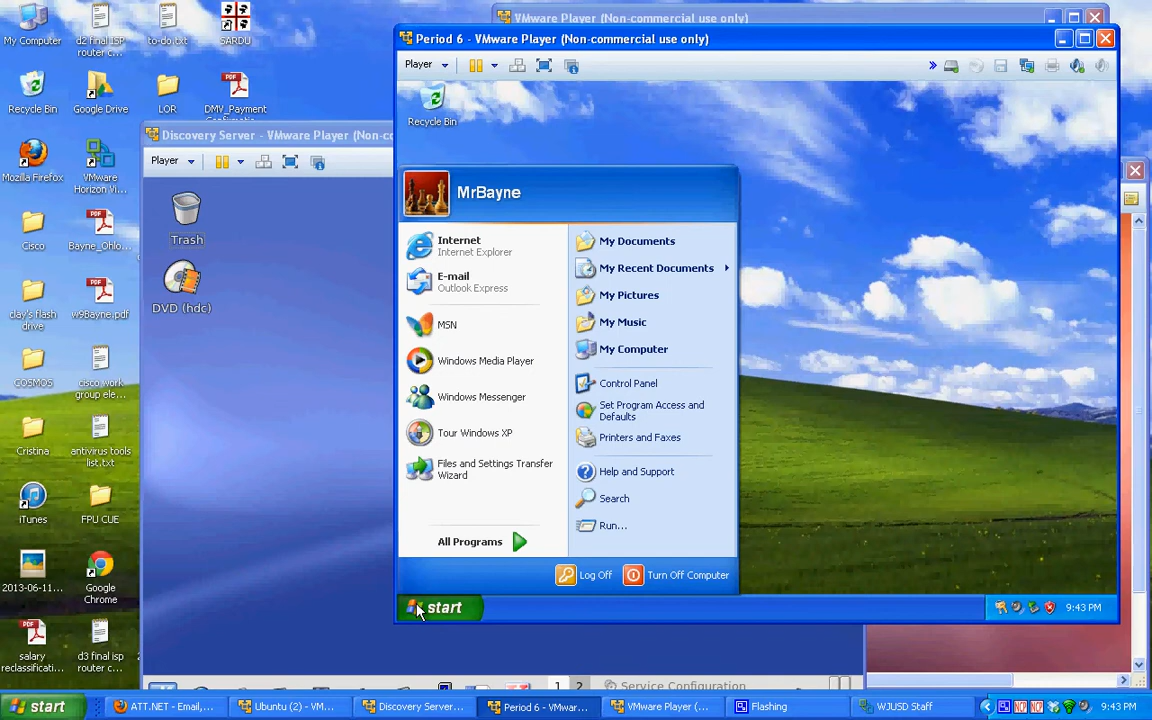 My Computer
d2 final ISP
router c...
to-do.txt
SARDU
Recycle Bin
Google Drive
LOR
DMV_Payment
Mozilla Firefox
VMware
Horizon Vi...
Cisco
Bayne_Ohlo...
clay's flash
drive
w9Bayne.pdf
COSMOS
cisco work
group ele...
Cristina
antivirus tools
list.txt
iTunes
FPU CUE
2013-06-11...
Google
Chrome
salary
reclassificati...
d3 final isp
router c...
VMware Player (Non-commercial use only)
Discovery Server - VMware Player (Non-co
Player
Trash
DVD (hdc)
1
2
Service Configuration
Period 6 - VMware Player (Non-commercial use only)
Player
Recycle Bin
MrBayne
Internet
Internet Explorer
E-mail
Outlook Express
MSN
Windows Media Player
Windows Messenger
Tour Windows XP
Files and Settings Transfer
Wizard
All Programs
My Documents
My Recent Documents
My Pictures
My Music
My Computer
Control Panel
Set Program Access and
Defaults
Printers and Faxes
Help and Support
Search
Run...
Log Off
Turn Off Computer
start
9:43 PM
start
ATT.NET - Email,...
Ubuntu (2) - VM...
Discovery Server...
Period 6 - VMwar...
VMware Player (...
Flashing
WJUSD Staff
9:43 PM